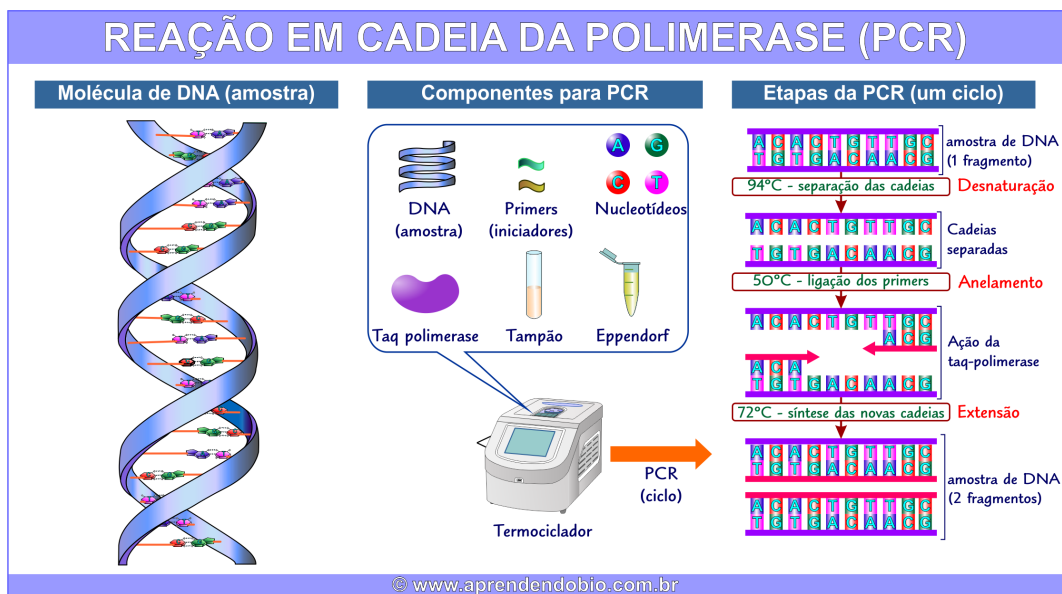 REAÇÃO EM CADEIA DA POLIMERASE (PCR)
Molécula de DNA (amostra)
Componentes para PCR
DNA
(amostra)
Primers
(iniciadores)
A G
C T
Nucleotídeos
Taq polimerase
Tampão
Eppendorf
Termociclador
PCR
(ciclo)
Etapas da PCR (um ciclo)
A C A C T G T T G C
T G T G A C A A C G
amostra de DNA
(1 fragmento)
94°C - separação das cadeias
Desnaturação
A C A C T G T T G C
T G T G A C A A C G
Cadeias
separadas
50°C - ligação dos primers
Anelamento
A C A C T G T T G C
A C G
A C A
T G T G A C A A C G
Ação da
taq-polimerase
72°C - síntese das novas cadeias
Extensão
A C A C T G T T G C
T G T G A C A A C G
A C A C T G T T G C
T G T G A C A A C G
amostra de DNA
(2 fragmentos)
© www.aprendendobio.com.br